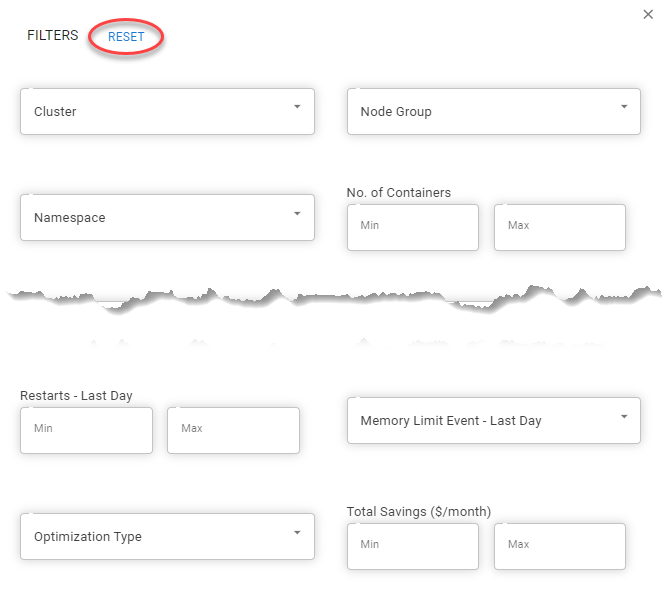 FILTERS RESET
Cluster
Node Group
Namespace
No. of Containers
Min
Max
Restarts - Last Day
Min
Max
Memory Limit Event - Last Day
Optimization Type
Total Savings ($/month)
Min
Max